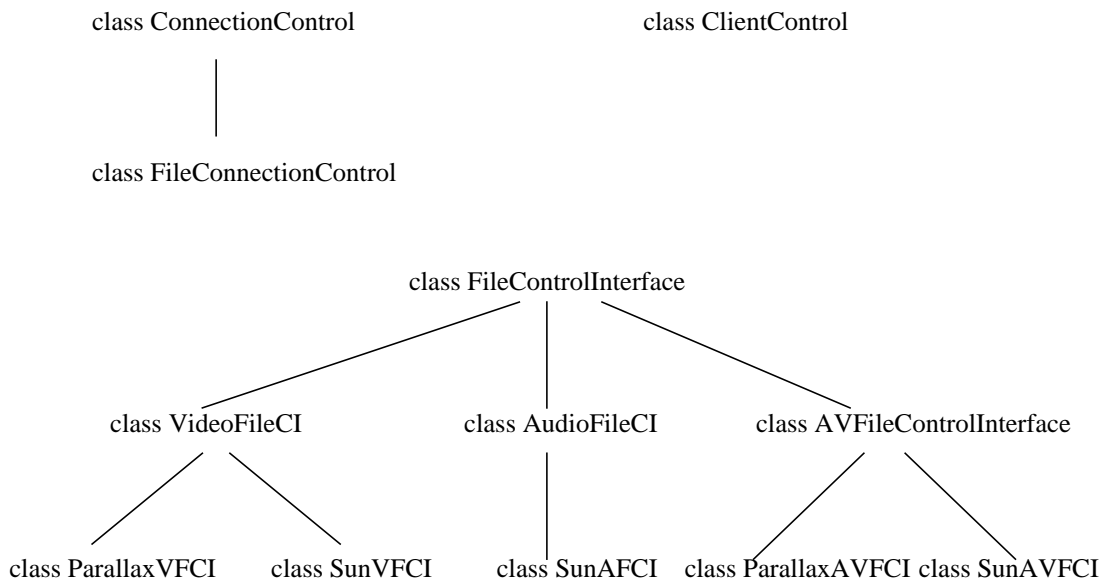 class ConnectionControl
class ClientControl
class FileConnectionControl
class FileControlInterface
class VideoFileCI
class AudioFileCI
class AVFileControlInterface
class ParallaxVFCI
class SunVFCI
class SunAFCI
class ParallaxAVFCI
class SunAVFCI